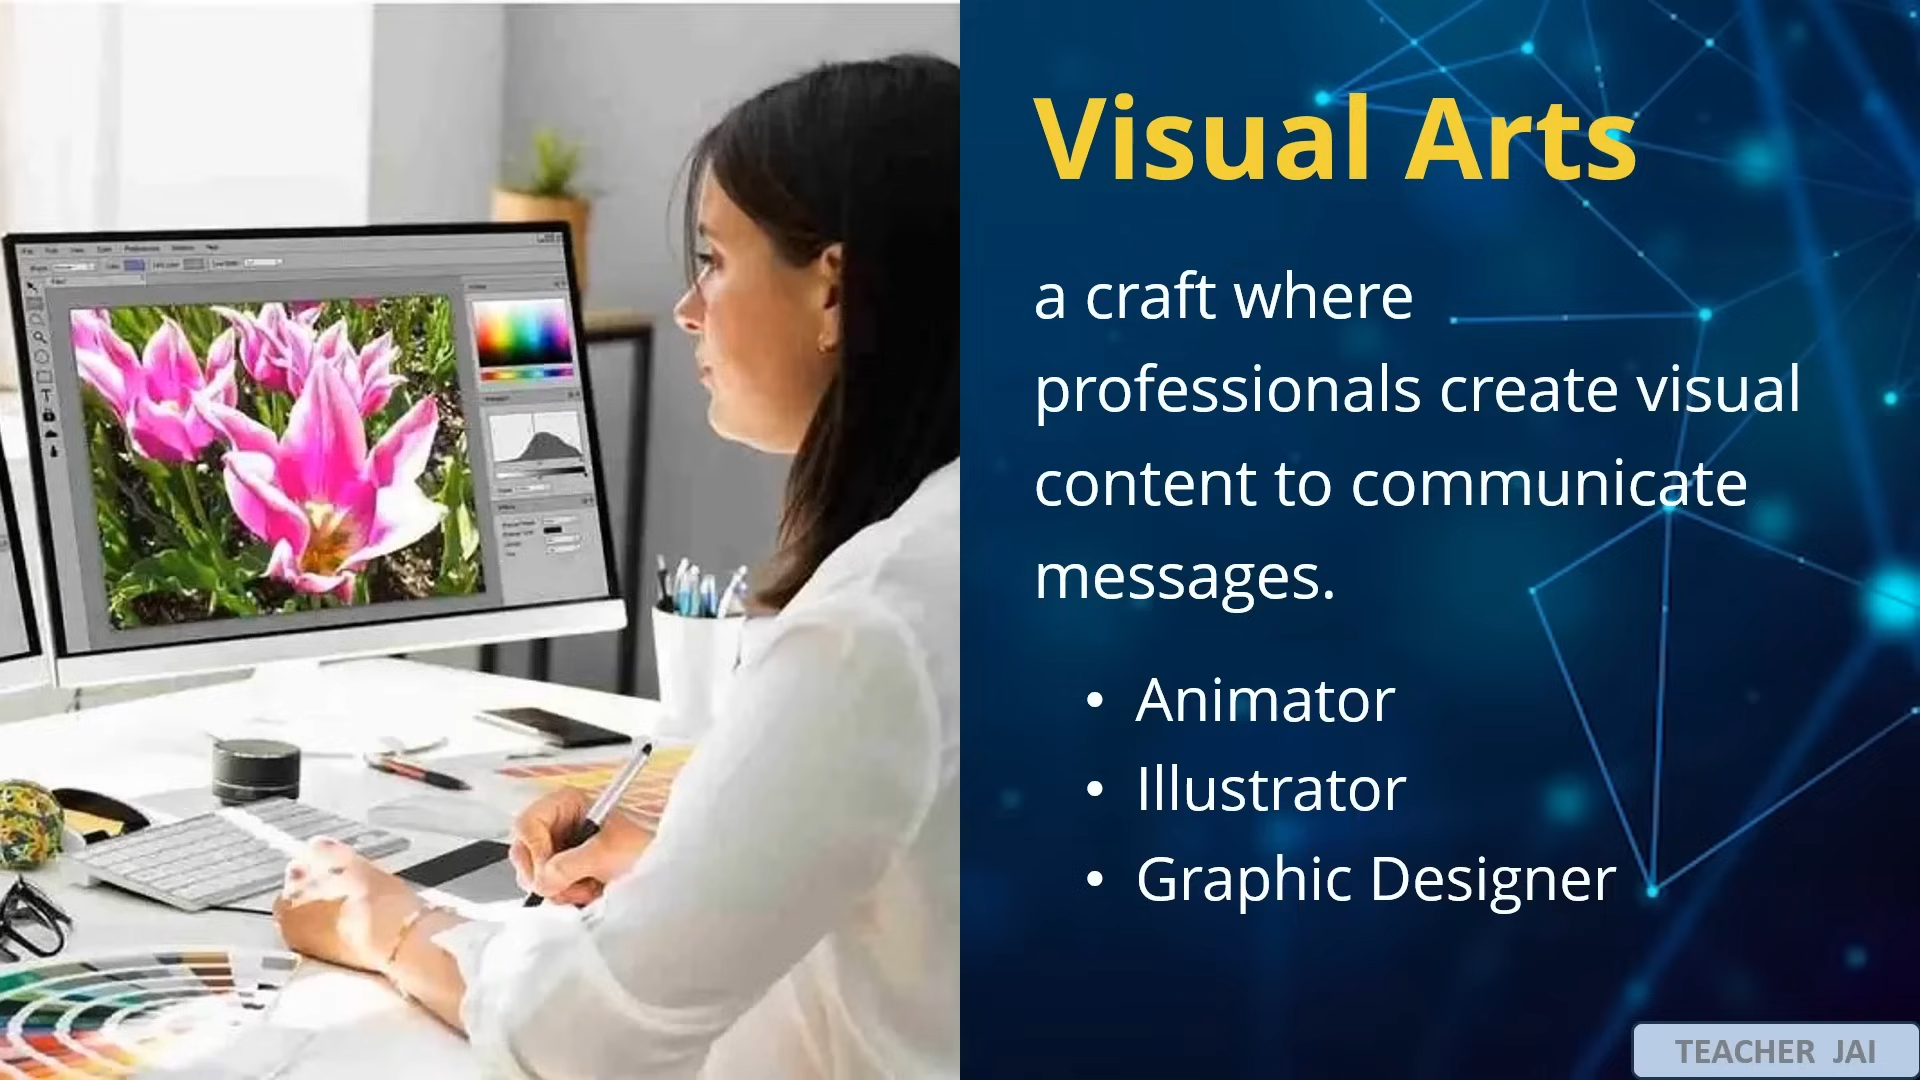 Visual Arts
a craft where
professionals create visual
content to communicate
messages.
• Animator
• Illustrator
• Graphic Designer
TEACHER JAI